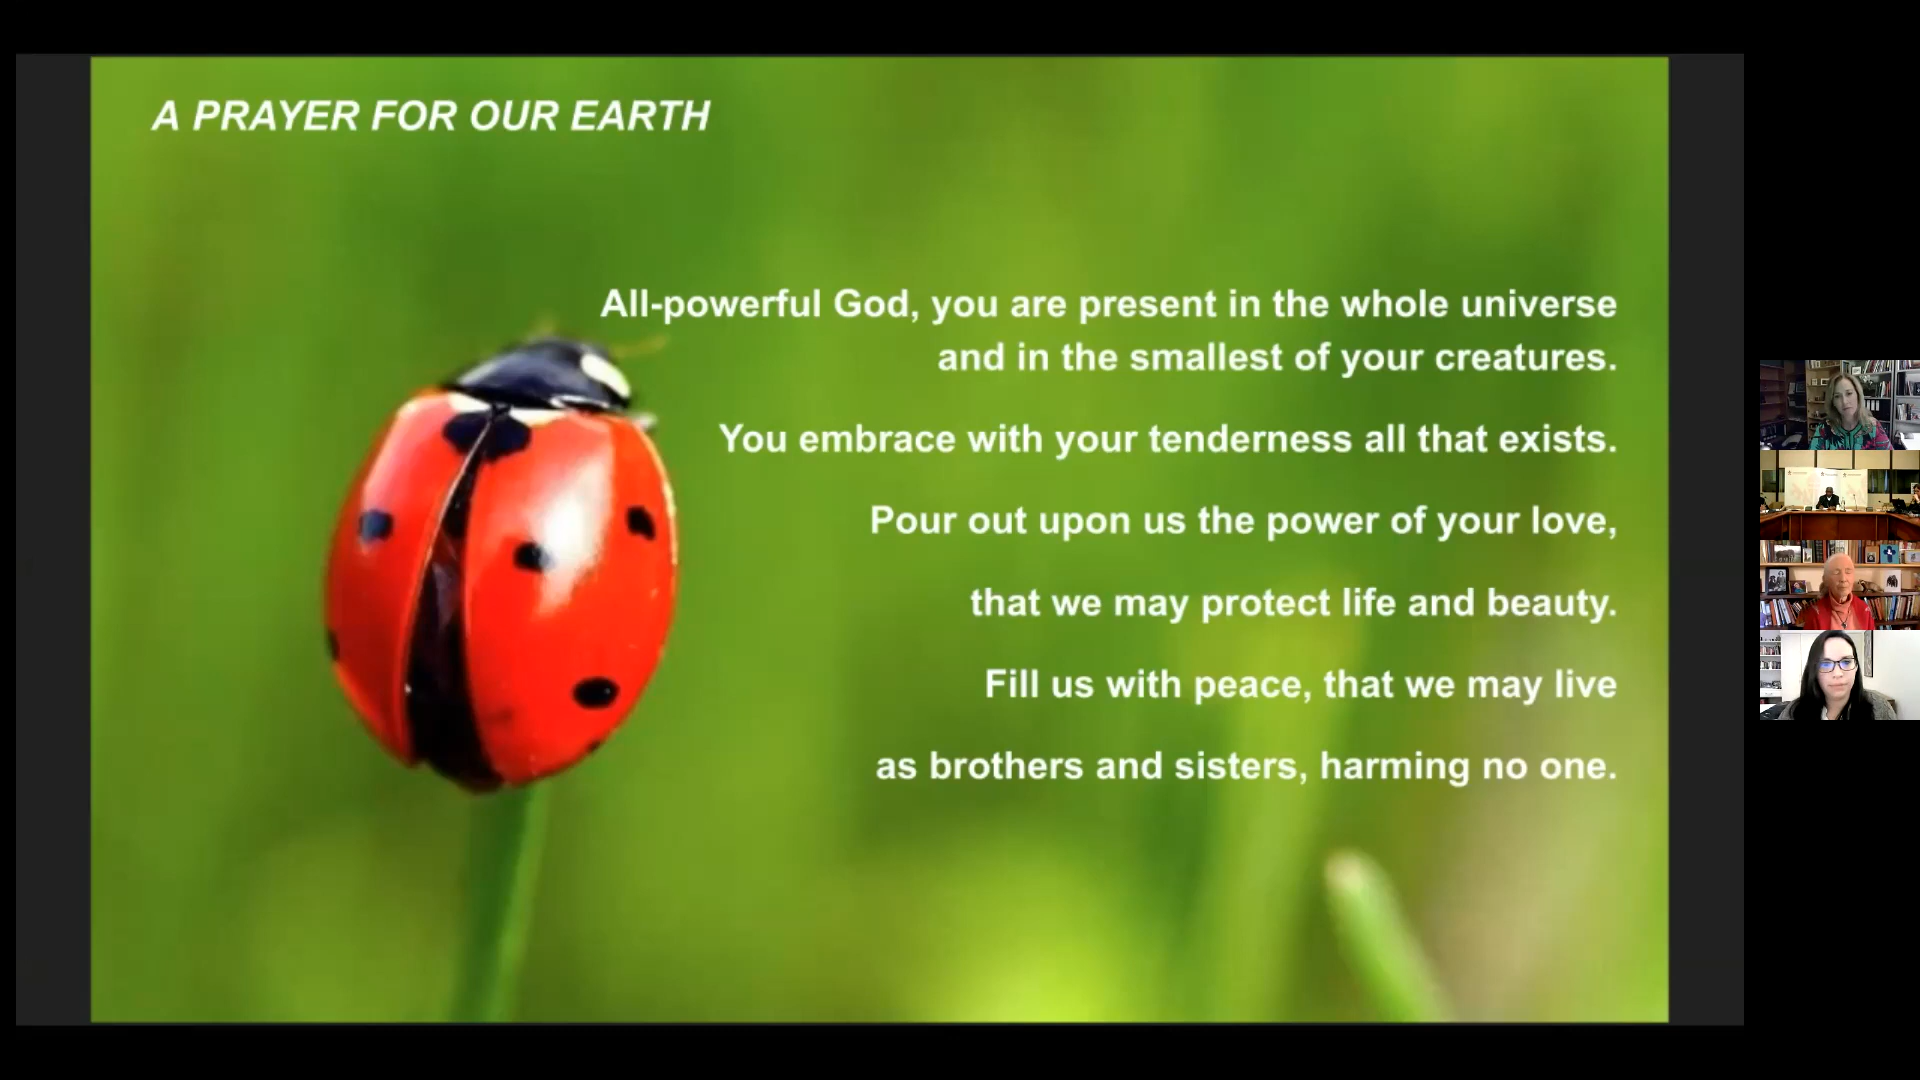 A PRAYER FOR OUR EARTH
All-powerful God, you are present in the whole universe
and in the smallest of your creatures.
You embrace with your tenderness all that exists.
Pour out upon us the power of your love,
that we may protect life and beauty.
Fill us with peace, that we may live
as brothers and sisters, harming no one.